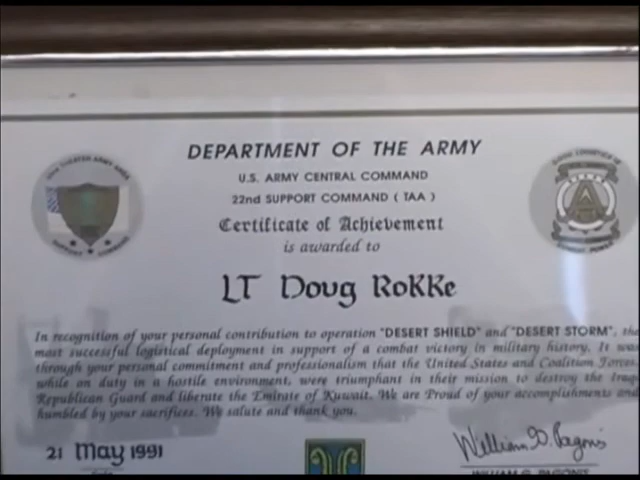 DEPARTMENT OF THE ARMY
U.S. ARMY CENTRAL COMMAND
22nd SUPPORT COMMAND ( TAA )
Certificate of Achievement
is awarded to
LT Doug RoKKe
In recognition of your personal contribution to operation "DESERT SHIELD" and "DESERT STORM", the
most successful logistical deployment in support of a combat victory in military history. It was
through your personal commitment and professionalism that the United States and Coalition Forces,
while on duty in a hostile environment, were triumphant in their mission to destroy the Iraqi
Republican Guard and liberate the Emirate of Kuwait. We are Proud of your accomplishments and
humbled by your sacrifices. We salute and thank you.
21 May 1991
William G. Pagonis
WILLIAM G. PAGONIS